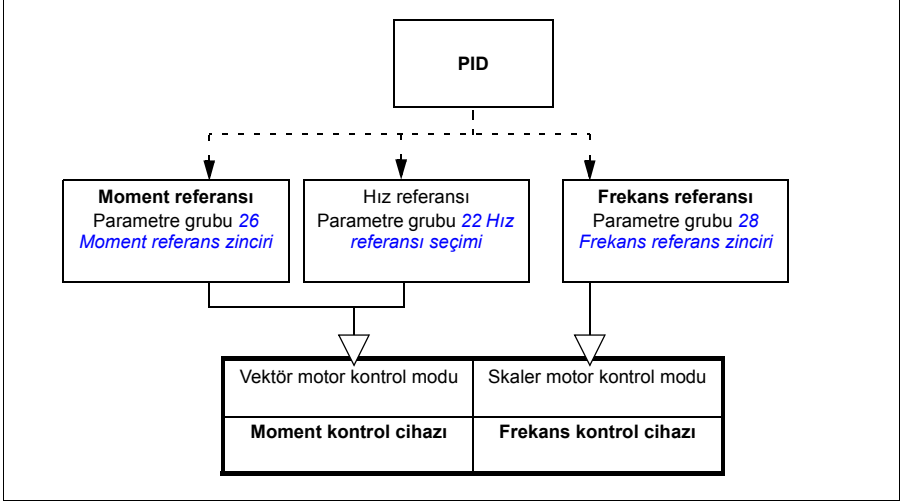 PID
Moment referansı
Parametre grubu 26
Moment referans zinciri
Hız referansı
Parametre grubu 22 Hız
referansı seçimi
Frekans referansı
Parametre grubu 28
Frekans referans zinciri
Vektör motor kontrol modu
Skaler motor kontrol modu
Moment kontrol cihazı
Frekans kontrol cihazı